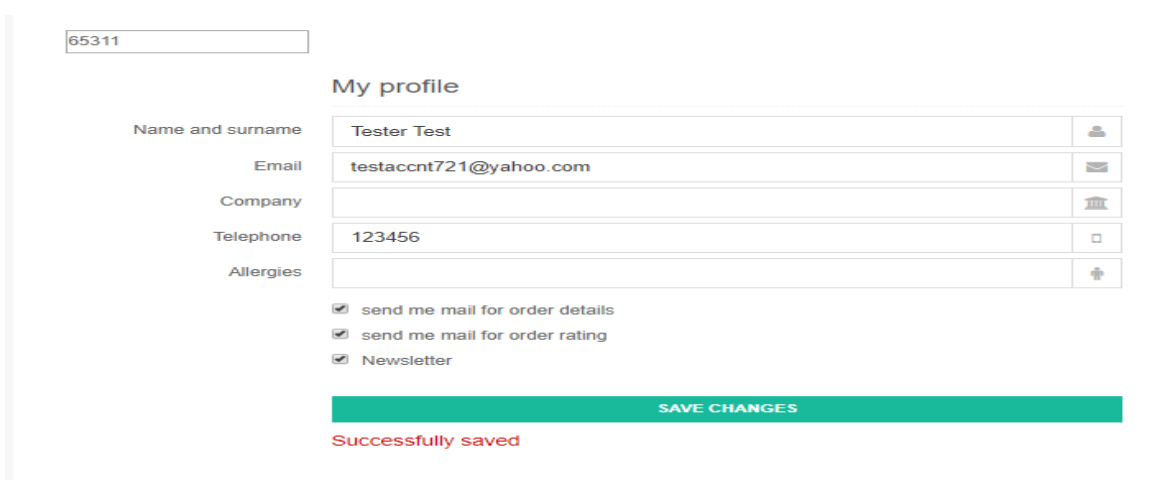 65311
My profile
Name and surname Tester Test
Email testaccnt721@yahoo.com
Company
Telephone 123456
Allergies
send me mail for order details
send me mail for order rating
Newsletter
SAVE CHANGES
Successfully saved